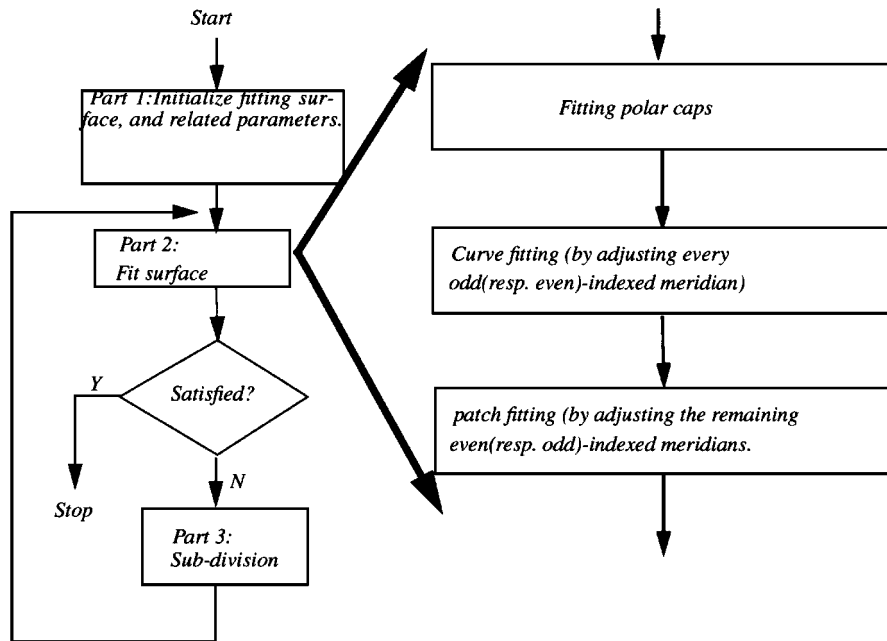 Start
Part 1:Initialize fitting sur-
face, and related parameters.
Part 2:
Fit surface
Satisfied?
Y
N
Stop
Part 3:
Sub-division
Fitting polar caps
Curve fitting (by adjusting every
odd(resp. even)-indexed meridian)
patch fitting (by adjusting the remaining
even(resp. odd)-indexed meridians.